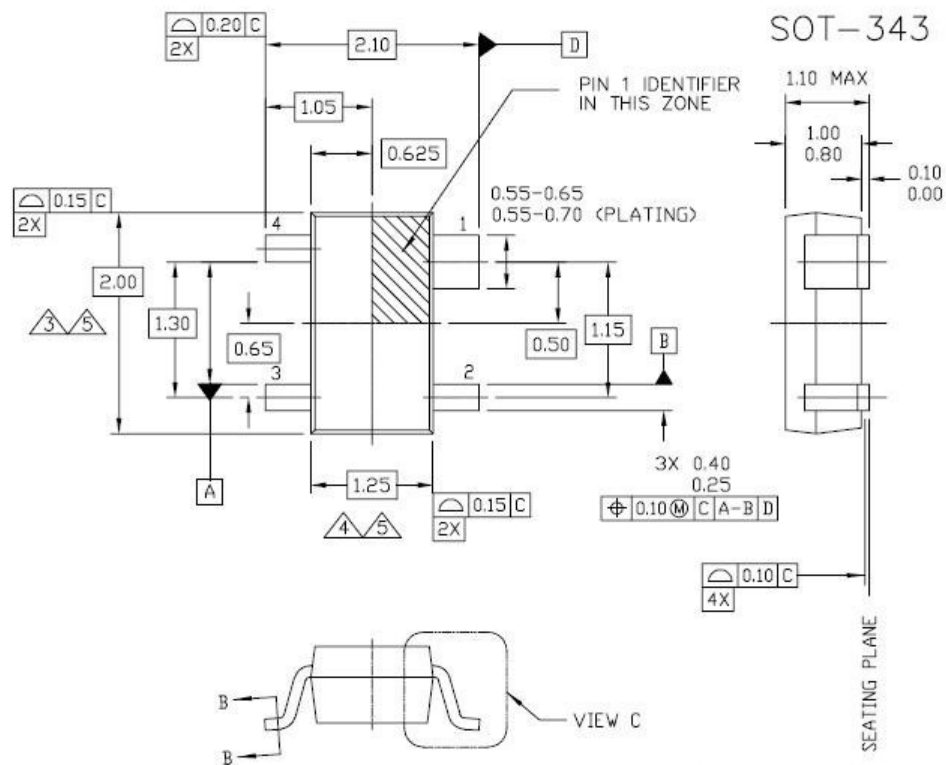 ⌓ 0.20 C
2X
2.10
D
SOT-343
1.10 MAX
PIN 1 IDENTIFIER
IN THIS ZONE
1.05
0.625
1.00
0.80
0.10
0.00
⌓ 0.15 C
2X
0.55-0.65
0.55-0.70 (PLATING)
4
1
2.00
3 5
1.30
0.65
0.50
1.15
B
3
2
A
1.25
⌓ 0.15 C
2X
4 5
3X 0.40
0.25
⌖ 0.10 Ⓜ C A-B D
⌓ 0.10 C
4X
SEATING PLANE
B
B
VIEW C